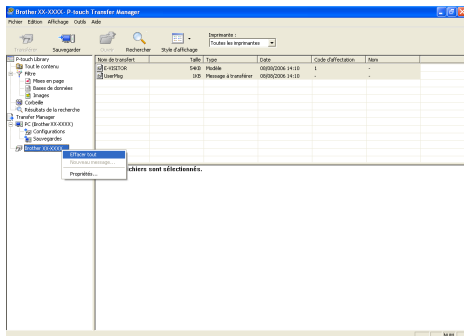 Brother XX-XXXX- P-touch Transfer Manager
Fichier Edition Affichage Outils Aide
Transférer Sauvegarder Ouvrir Rechercher Style d'affichage
Imprimante :
Toutes les imprimantes
P-touch Library
Tout le contenu
Filtre
Mises en page
Bases de données
Images
Corbeille
Résultats de la recherche
Transfer Manager
PC (Brother XX-XXXX)
Configurations
Sauvegardes
Brother XX-XXXX
Effacer tout
Nouveau message...
Propriétés...
Nom de transfert Taille Type Date Code d'affectation Nom
E-VISITOR 54KB Modèle 08/08/2006 14:10 1 -
UserMsg 1KB Message à transférer 08/08/2006 14:10 - -
ichiers sont sélectionnés.
NUM